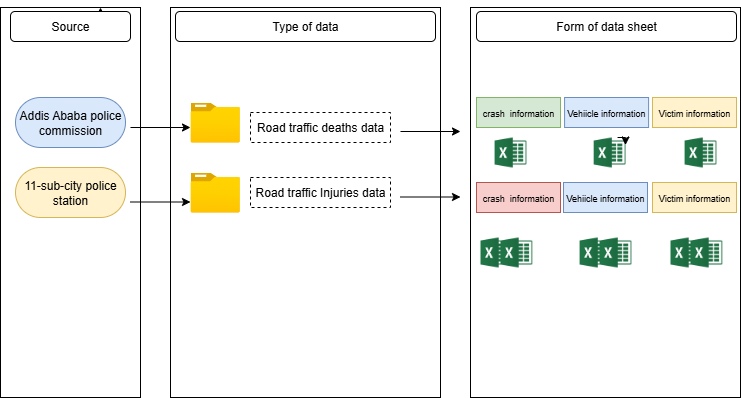 Source
Type of data
Form of data sheet
Addis Ababa police
commission
Road traffic deaths data
crash information
Vehiicle information
Victim information
X
X
X
11-sub-city police
station
Road traffic Injuries data
crash information
Vehiicle information
Victim information
X X
X X
X X